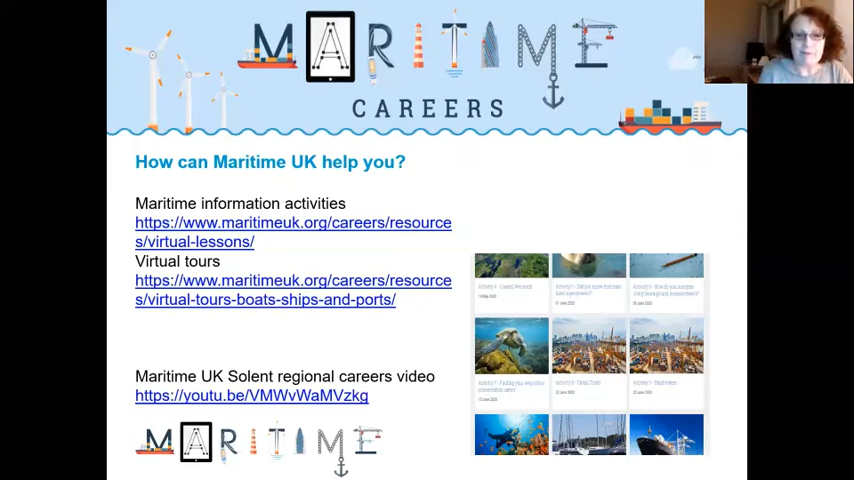 MARITIME
CAREERS
How can Maritime UK help you?
Maritime information activities
https://www.maritimeuk.org/careers/resource
s/virtual-lessons/
Virtual tours
https://www.maritimeuk.org/careers/resource
s/virtual-tours-boats-ships-and-ports/
Maritime UK Solent regional careers video
https://youtu.be/VMWvWaMVzkg
MARITIME